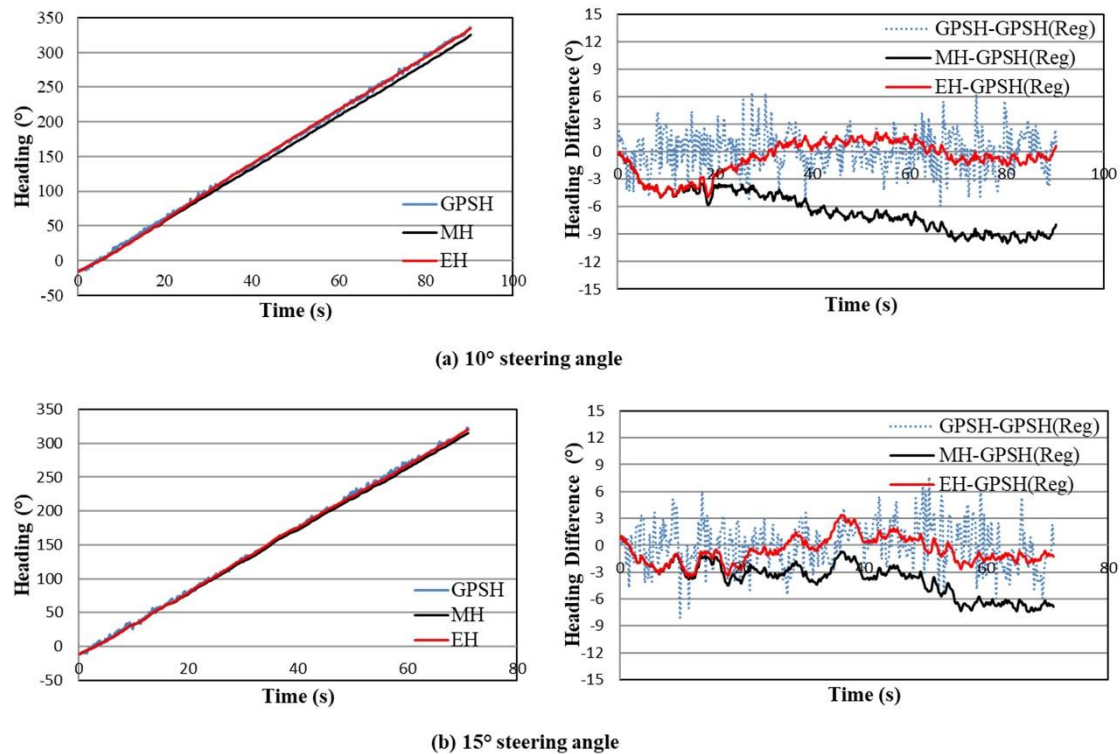 350
300
250
200
150
100
50
0
-50
0
20
40
60
80
100
Heading (°)
Time (s)
GPSH
MH
EH
15
12
9
6
3
0
-3
-6
-9
-12
-15
0
20
40
60
80
100
Heading Difference (°)
Time (s)
GPSH-GPSH(Reg)
MH-GPSH(Reg)
EH-GPSH(Reg)
(a) 10° steering angle
350
300
250
200
150
100
50
0
-50
0
20
40
60
80
Heading (°)
Time (s)
GPSH
MH
EH
15
12
9
6
3
0
-3
-6
-9
-12
-15
0
40
60
80
Heading Difference (°)
Time (s)
GPSH-GPSH(Reg)
MH-GPSH(Reg)
EH-GPSH(Reg)
(b) 15° steering angle